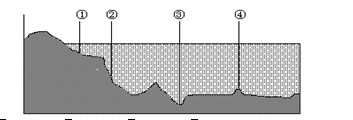 ① ② ③ ④